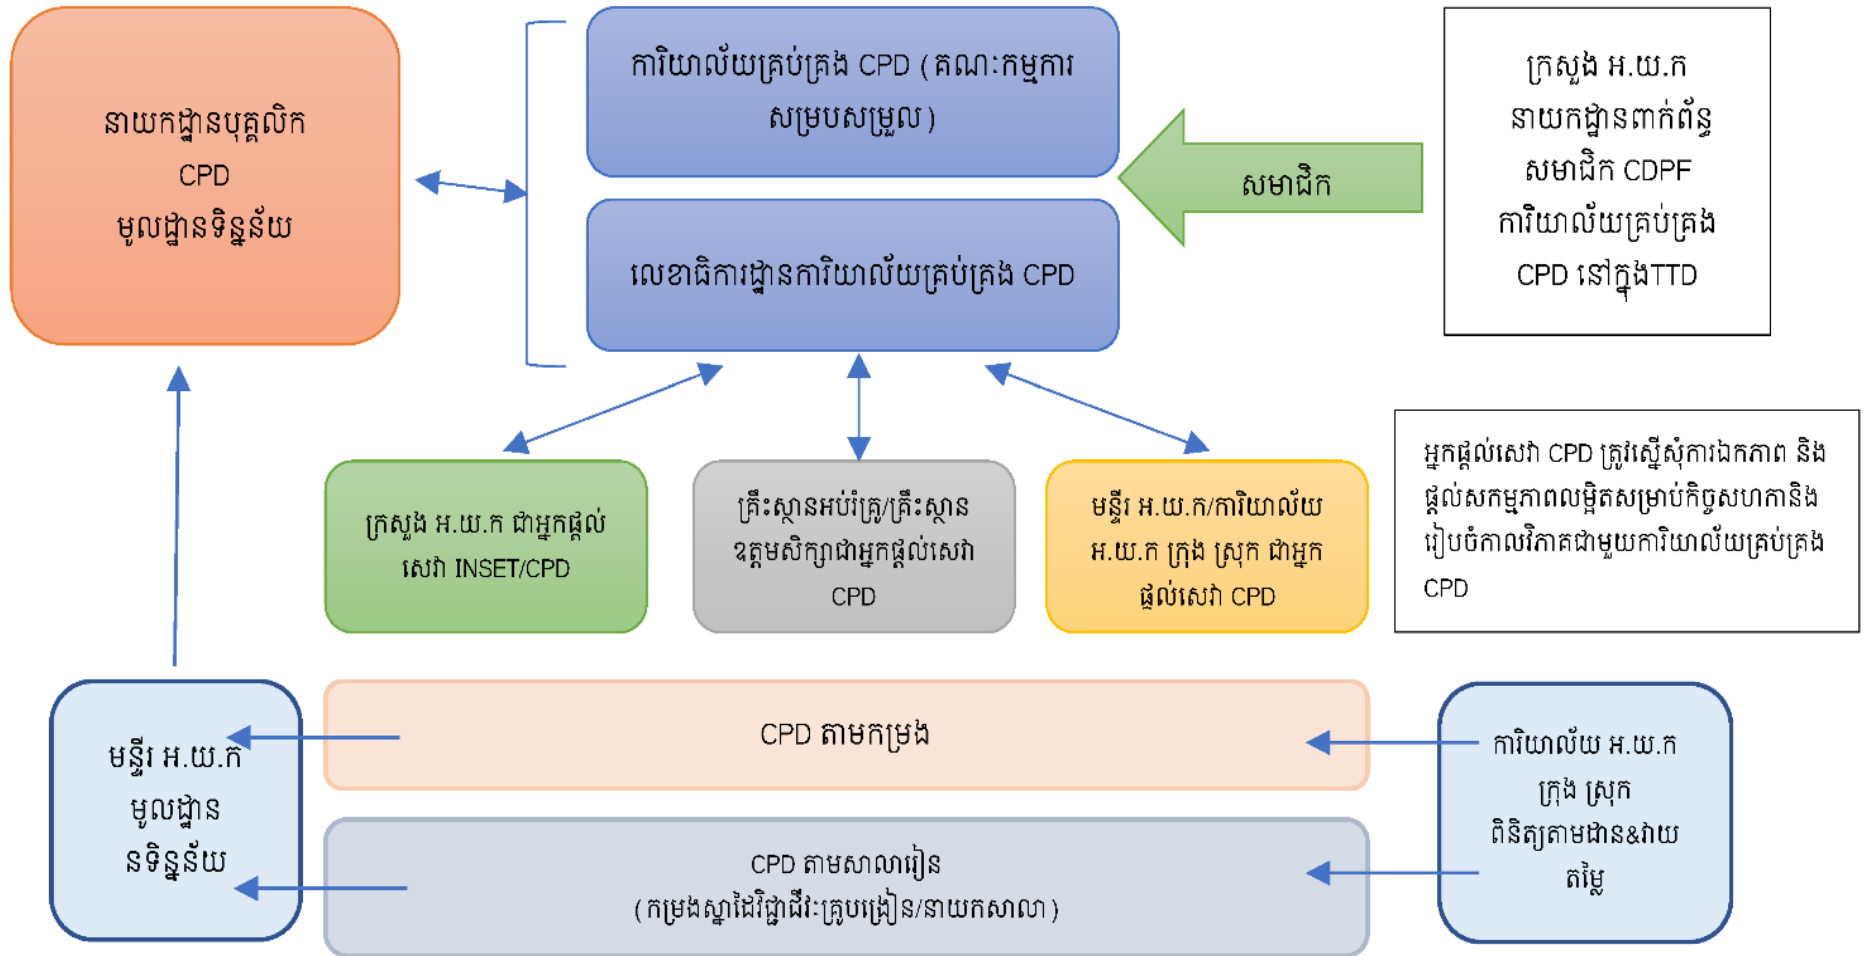 នាយកដ្ឋានបុគ្គលិក
CPD
មូលដ្ឋានទិន្នន័យ
ការិយាល័យគ្រប់គ្រង CPD (គណៈកម្មការ
សម្របសម្រួល)
លេខាធិការដ្ឋានការិយាល័យគ្រប់គ្រង CPD
សមាជិក
ក្រសួង អ.យ.ក
នាយកដ្ឋានពាក់ព័ន្ធ
សមាជិក CDPF
ការិយាល័យគ្រប់គ្រង
CPD នៅក្នុងTTD
ក្រសួង អ.យ.ក ជាអ្នកផ្តល់
សេវា INSET/CPD
គ្រឹះស្ថានអប់រំគ្រូ/គ្រឹះស្ថាន
ឧត្តមសិក្សាជាអ្នកផ្តល់សេវា
CPD
មន្ទីរ អ.យ.ក/ការិយាល័យ
អ.យ.ក ក្រុង ស្រុក ជាអ្នក
ផ្តល់សេវា CPD
អ្នកផ្តល់សេវា CPD ត្រូវស្នើសុំការឯកភាព និង
ផ្តល់សកម្មភាពលម្អិតសម្រាប់កិច្ចសហការនិង
រៀបចំកាលវិភាគជាមួយការិយាល័យគ្រប់គ្រង
CPD
មន្ទីរ អ.យ.ក
មូលដ្ឋាន
នទិន្នន័យ
CPD តាមកម្រង
CPD តាមសាលារៀន
(កម្រងស្នាដៃវិជ្ជាជីវៈគ្រូបង្រៀន/នាយកសាលា)
ការិយាល័យ អ.យ.ក
ក្រុង ស្រុក
ពិនិត្យតាមដាន&វាយ
តម្លៃ